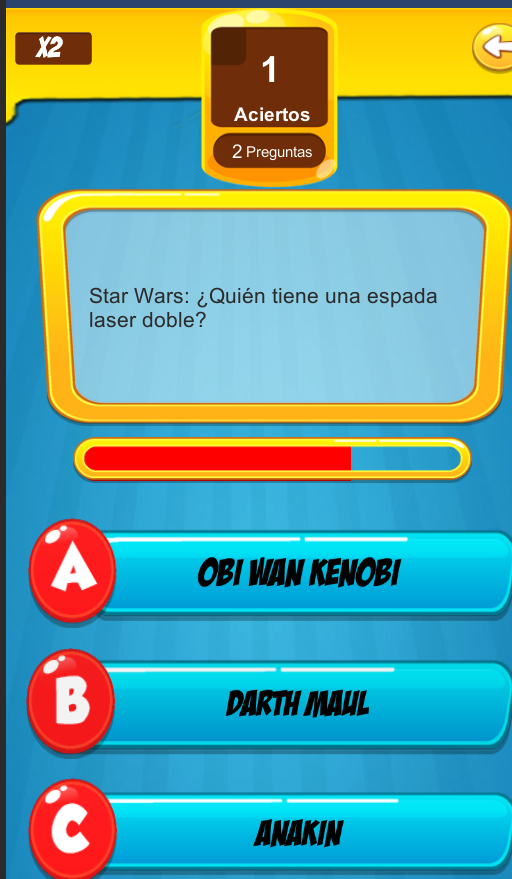 X2
1
Aciertos
2 Preguntas
Star Wars: ¿Quién tiene una espada
laser doble?
A
OBI WAN KENOBI
B
DARTH MAUL
C
ANAKIN